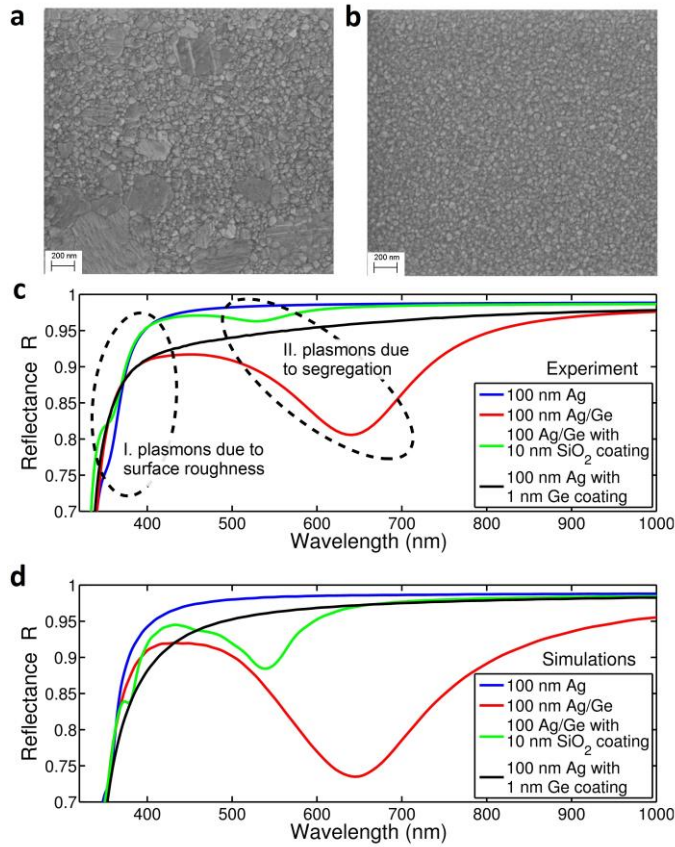 a
b
200 nm
200 nm
c
1
0.95
0.9
0.85
0.8
0.75
0.7
Reflectance R
I. plasmons due to
surface roughness
II. plasmons due
to segregation
Experiment
100 nm Ag
100 nm Ag/Ge
100 Ag/Ge with
10 nm SiO₂ coating
100 nm Ag with
1 nm Ge coating
400 500 600 700 800 900 1000
Wavelength (nm)
d
1
0.95
0.9
0.85
0.8
0.75
0.7
Reflectance R
Simulations
100 nm Ag
100 nm Ag/Ge
100 Ag/Ge with
10 nm SiO₂ coating
100 nm Ag with
1 nm Ge coating
400 500 600 700 800 900 1000
Wavelength (nm)